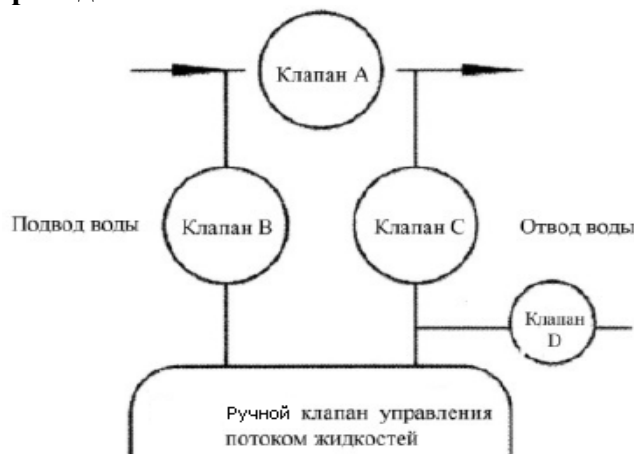 Клапан А
Подвод воды
Клапан В
Клапан С
Отвод воды
Клапан
D
Ручной клапан управления
потоком жидкостей